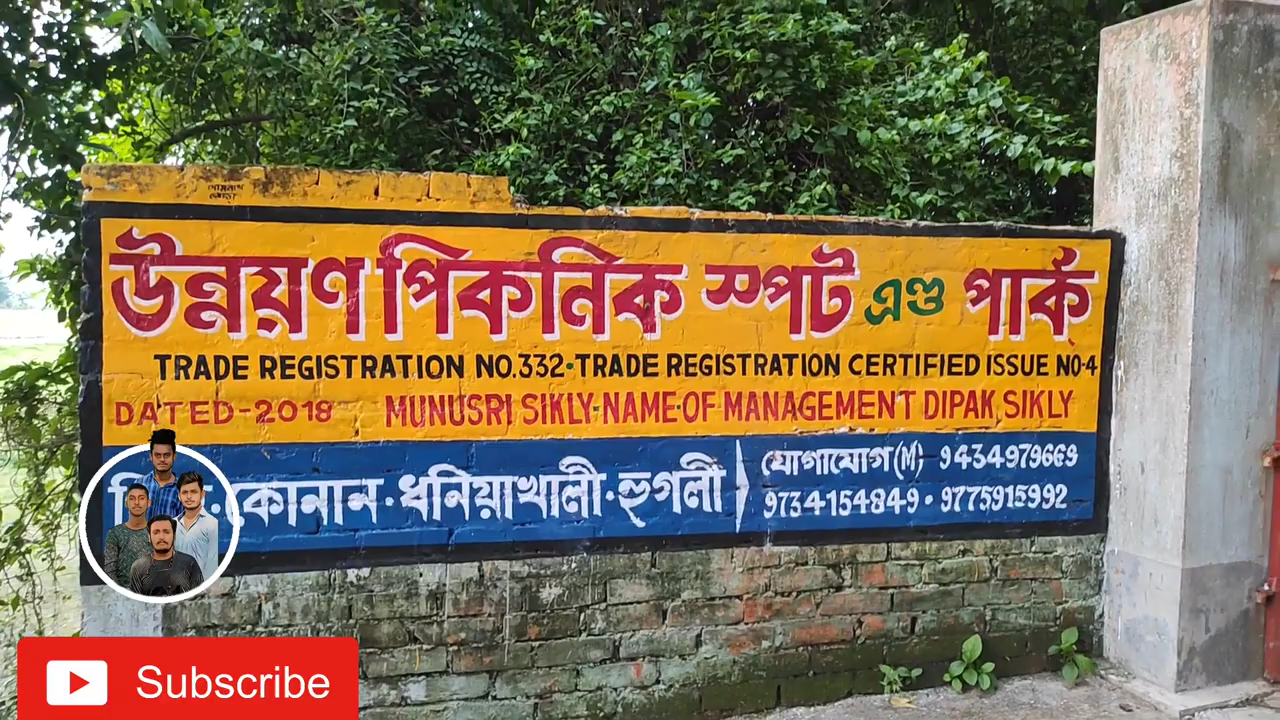 উন্নয়ণ পিকনিক স্পট এণ্ড পার্ক
TRADE REGISTRATION NO.332•TRADE REGISTRATION CERTIFIED ISSUE NO-4
DATED-2018 MUNUSRI SIKLY•NAME•OF MANAGEMENT DIPAK SIKLY
কোনান•ধনিয়াখালী•হুগলী
যোগাযোগ(M) 9434979669
9734154849•9775915992
Subscribe